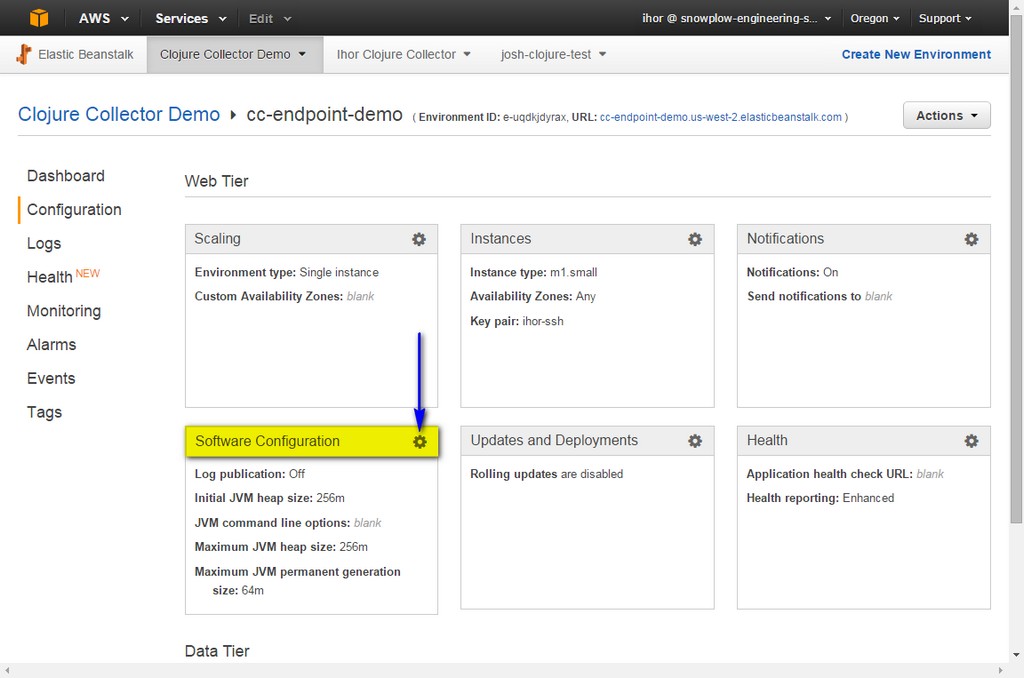 AWS Services Edit ihor @ snowplow-engineering-s... Oregon Support
Elastic Beanstalk Clojure Collector Demo Ihor Clojure Collector josh-clojure-test Create New Environment
Clojure Collector Demo cc-endpoint-demo ( Environment ID: e-uqdkjdyrax, URL: cc-endpoint-demo.us-west-2.elasticbeanstalk.com ) Actions
Dashboard
Configuration
Logs
Health NEW
Monitoring
Alarms
Events
Tags
Web Tier
Scaling
Environment type: Single instance
Custom Availability Zones: blank
Instances
Instance type: m1.small
Availability Zones: Any
Key pair: ihor-ssh
Notifications
Notifications: On
Send notifications to blank
Software Configuration
Log publication: Off
Initial JVM heap size: 256m
JVM command line options: blank
Maximum JVM heap size: 256m
Maximum JVM permanent generation
size: 64m
Updates and Deployments
Rolling updates are disabled
Health
Application health check URL: blank
Health reporting: Enhanced
Data Tier